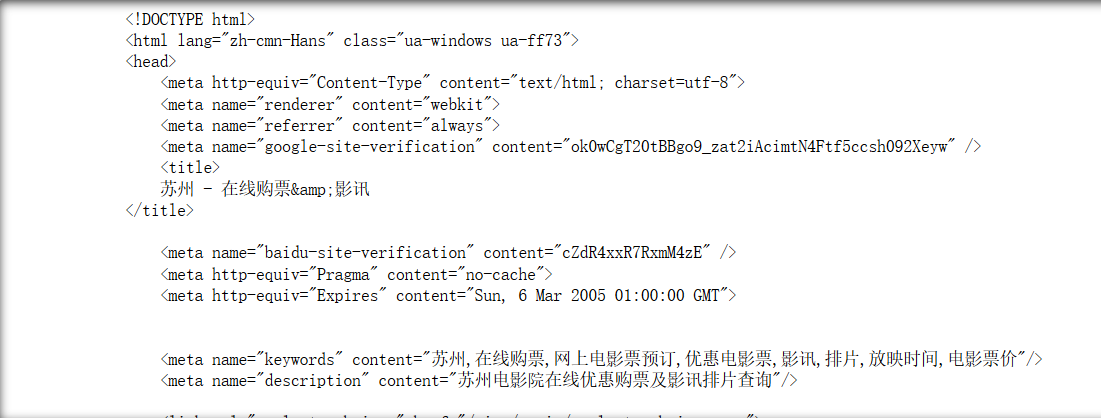 <!DOCTYPE html>
<html lang="zh-cmn-Hans" class="ua-windows ua-ff73">
<head>
<meta http-equiv="Content-Type" content="text/html; charset=utf-8">
<meta name="renderer" content="webkit">
<meta name="referrer" content="always">
<meta name="google-site-verification" content="ok0wCgT20tBBgo9_zat2iAcimtN4Ftf5ccsh092Xeyw" />
<title>
苏州 - 在线购票&amp;影讯
</title>
<meta name="baidu-site-verification" content="cZdR4xxR7RxmM4zE" />
<meta http-equiv="Pragma" content="no-cache">
<meta http-equiv="Expires" content="Sun, 6 Mar 2005 01:00:00 GMT">
<meta name="keywords" content="苏州,在线购票,网上电影票预订,优惠电影票,影讯,排片,放映时间,电影票价"/>
<meta name="description" content="苏州电影院在线优惠购票及影讯排片查询"/>